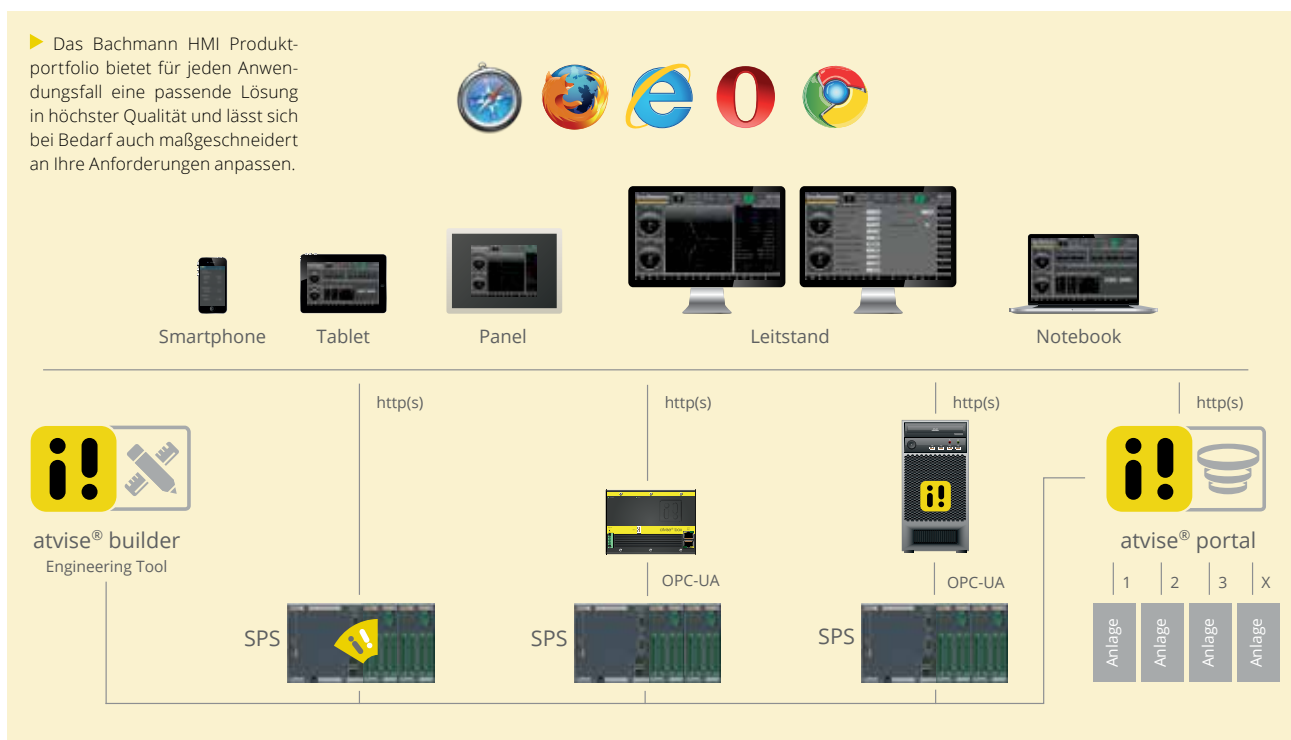 Das Bachmann HMI Produkt-
portfolio bietet für jeden Anwen-
dungsfall eine passende Lösung
in höchster Qualität und lässt sich
bei Bedarf auch maßgeschneidert
an Ihre Anforderungen anpassen.
Smartphone
Tablet
Panel
Leitstand
Notebook
http(s)
http(s)
http(s)
http(s)
atvise® builder
Engineering Tool
atvise® portal
OPC-UA
OPC-UA
1
2
3
X
SPS
SPS
SPS
Anlage
Anlage
Anlage
Anlage